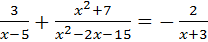 3/(x−5) + (x²+7)/(x²−2x−15) = − 2/(x+3)